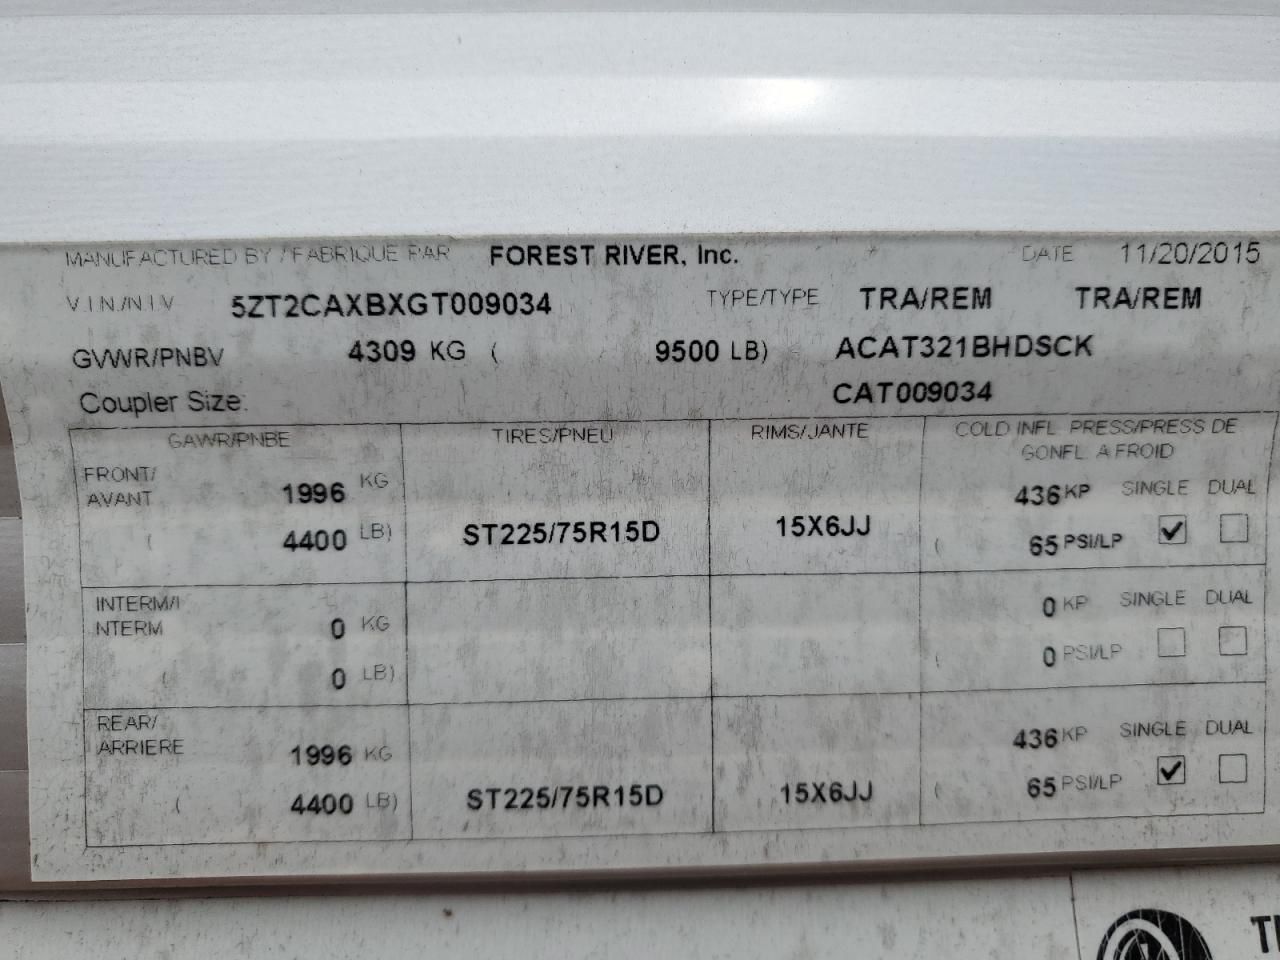 MANUFACTURED BY / FABRIQUE PAR FOREST RIVER, Inc. DATE 11/20/2015
V.I.N./N.I.V 5ZT2CAXBXGT009034 TYPE/TYPE TRA/REM TRA/REM
GVWR/PNBV 4309 KG ( 9500 LB) ACAT321BHDSCK
Coupler Size: CAT009034
GAWR/PNBE TIRES/PNEU RIMS/JANTE COLD INFL. PRESS/PRESS DE
GONFL. A FROID
FRONT/ 1996 KG 436 KP SINGLE DUAL
AVANT
( 4400 LB) ST225/75R15D 15X6JJ ( 65 PSI/LP ✔
INTERM/I 0 KG 0 KP SINGLE DUAL
NTERM
( 0 LB) ( 0 PSI/LP
REAR/ 1996 KG 436 KP SINGLE DUAL
ARRIERE
( 4400 LB) ST225/75R15D 15X6JJ ( 65 PSI/LP ✔